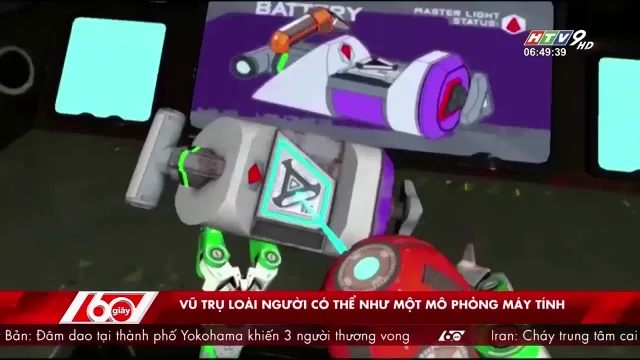 BATTERY
MASTER LIGHT
STATUS:
HTV9 HD
06:49:39
60 giây
VŨ TRỤ LOÀI NGƯỜI CÓ THỂ NHƯ MỘT MÔ PHỎNG MÁY TÍNH
Bản: Đâm dao tại thành phố Yokohama khiến 3 người thương vong
60
Iran: Cháy trung tâm cai